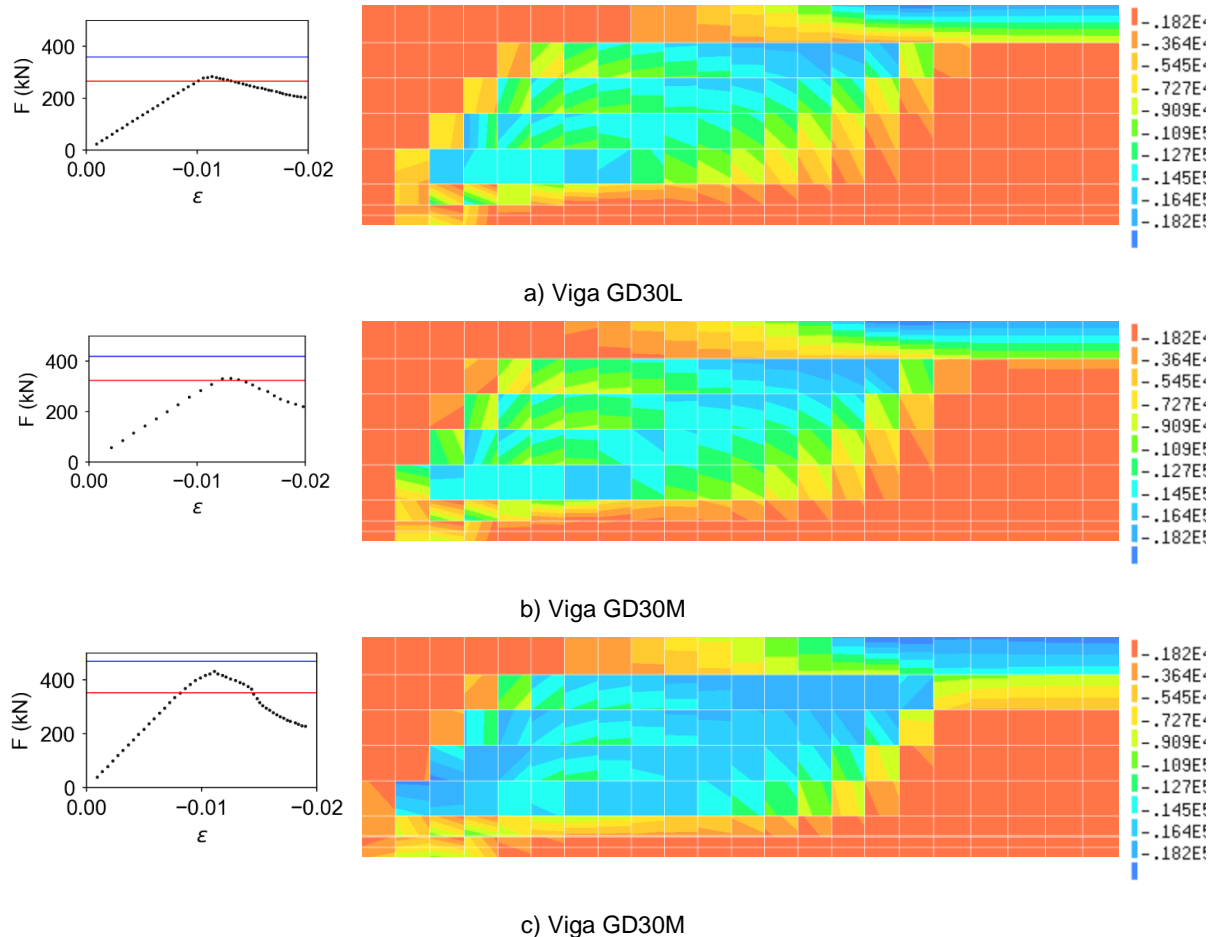 400
200
0
F (kN)
0.00
−0.01
−0.02
ε
-.182E4
-.364E4
-.545E4
-.727E4
-.909E4
-.109E5
-.127E5
-.145E5
-.164E5
-.182E5
a) Viga GD30L
400
200
0
F (kN)
0.00
−0.01
−0.02
ε
-.182E4
-.364E4
-.545E4
-.727E4
-.909E4
-.109E5
-.127E5
-.145E5
-.164E5
-.182E5
b) Viga GD30M
400
200
0
F (kN)
0.00
−0.01
−0.02
ε
-.182E4
-.364E4
-.545E4
-.727E4
-.909E4
-.109E5
-.127E5
-.145E5
-.164E5
-.182E5
c) Viga GD30M